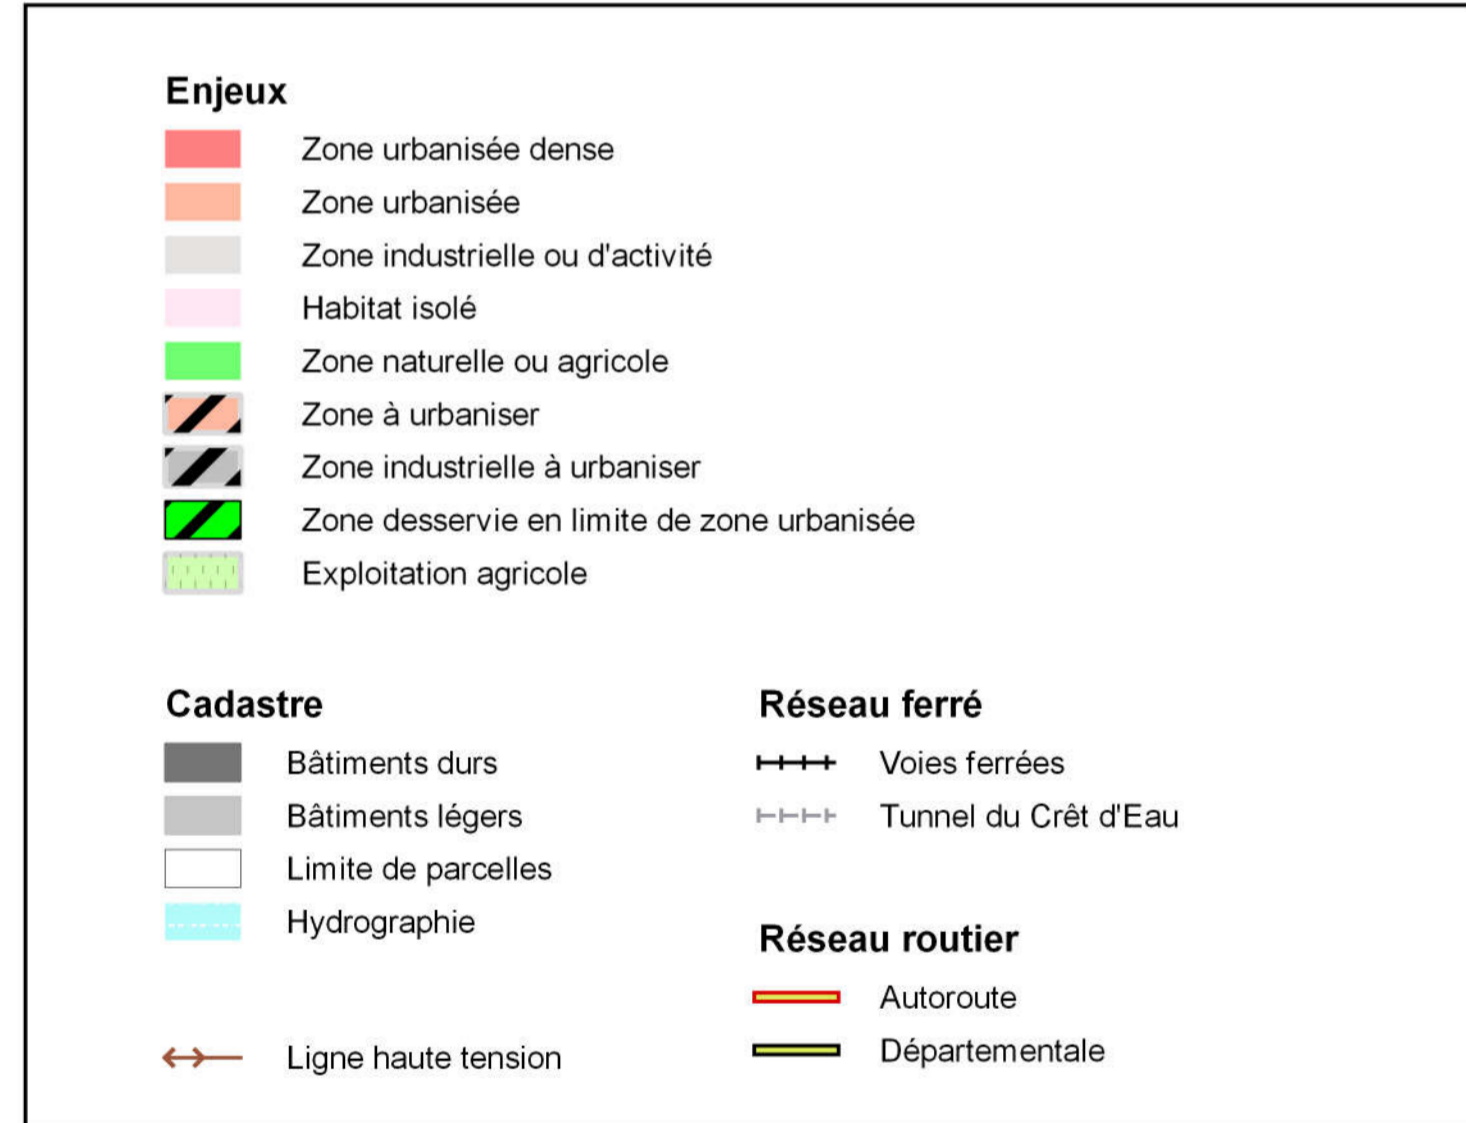 Enjeux
Zone urbanisée dense
Zone urbanisée
Zone industrielle ou d'activité
Habitat isolé
Zone naturelle ou agricole
Zone à urbaniser
Zone industrielle à urbaniser
Zone desservie en limite de zone urbanisée
Exploitation agricole
Cadastre
Bâtiments durs
Bâtiments légers
Limite de parcelles
Hydrographie
Ligne haute tension
Réseau ferré
Voies ferrées
Tunnel du Crêt d'Eau
Réseau routier
Autoroute
Départementale